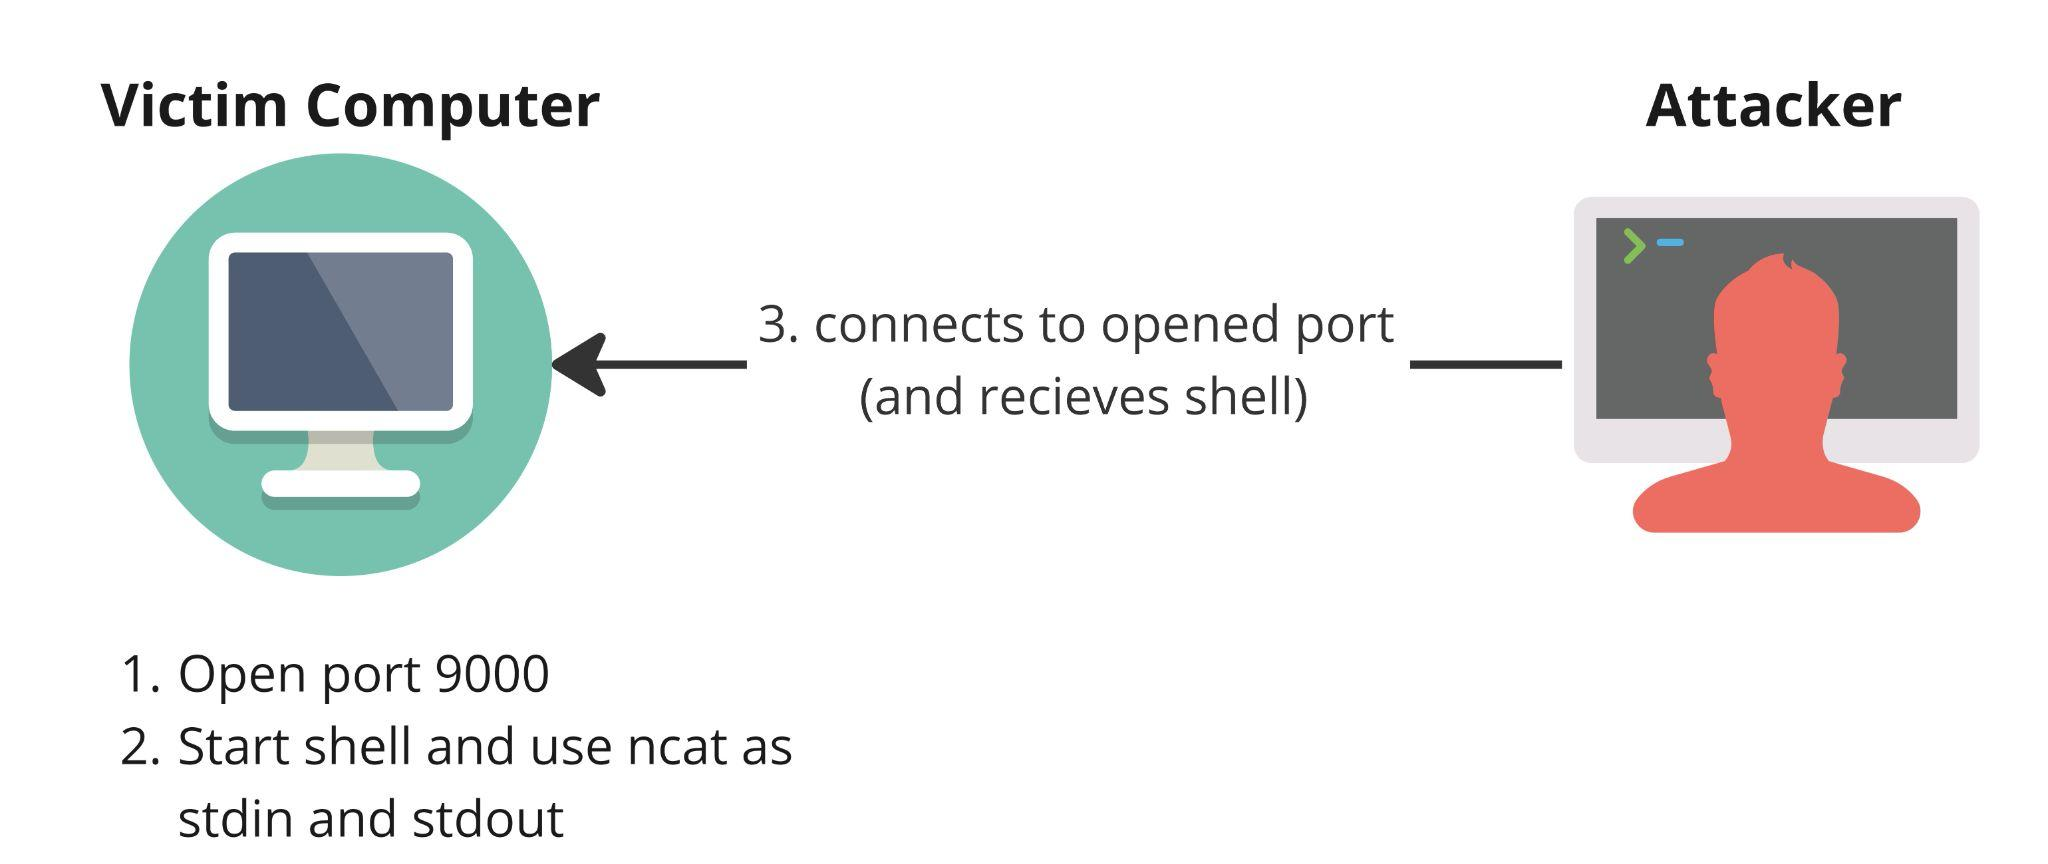 Victim Computer
Attacker
3. connects to opened port
(and recieves shell)
1. Open port 9000
2. Start shell and use ncat as
stdin and stdout